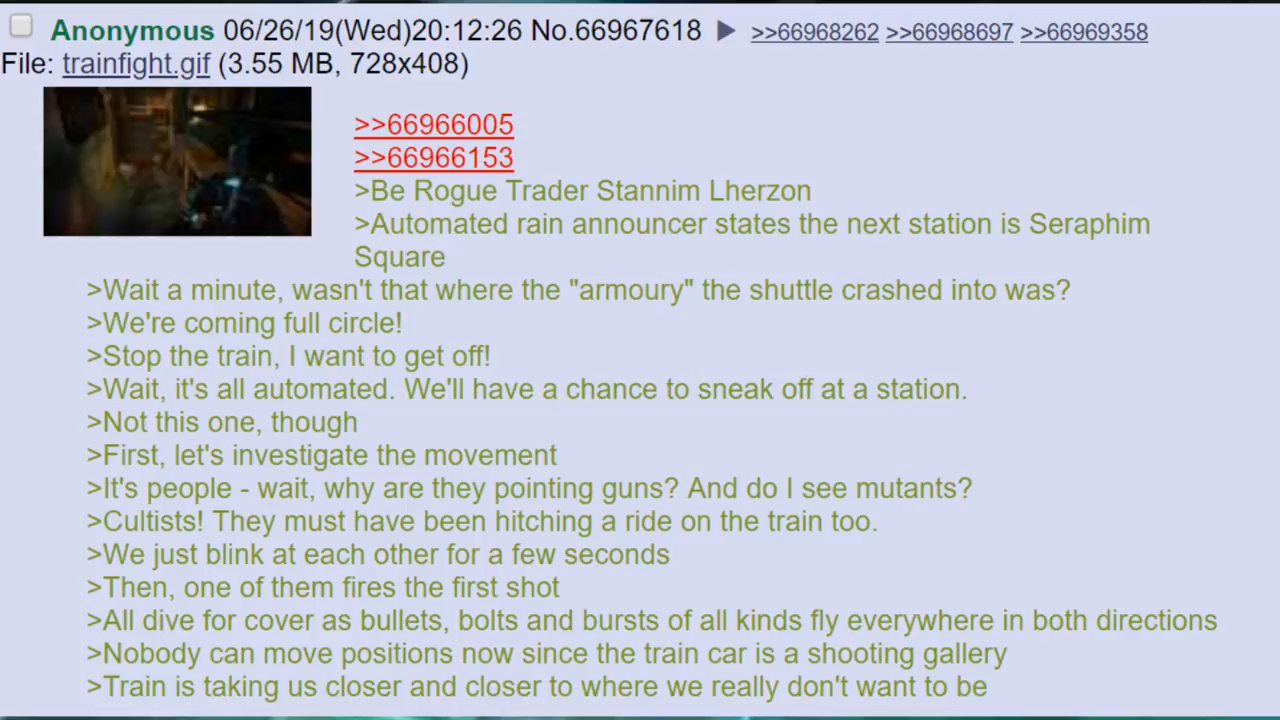 Anonymous 06/26/19(Wed)20:12:26 No.66967618 ▶ >>66968262 >>66968697 >>66969358
File: trainfight.gif (3.55 MB, 728x408)
>>66966005
>>66966153
>Be Rogue Trader Stannim Lherzon
>Automated rain announcer states the next station is Seraphim
Square
>Wait a minute, wasn't that where the "armoury" the shuttle crashed into was?
>We're coming full circle!
>Stop the train, I want to get off!
>Wait, it's all automated. We'll have a chance to sneak off at a station.
>Not this one, though
>First, let's investigate the movement
>It's people - wait, why are they pointing guns? And do I see mutants?
>Cultists! They must have been hitching a ride on the train too.
>We just blink at each other for a few seconds
>Then, one of them fires the first shot
>All dive for cover as bullets, bolts and bursts of all kinds fly everywhere in both directions
>Nobody can move positions now since the train car is a shooting gallery
>Train is taking us closer and closer to where we really don't want to be